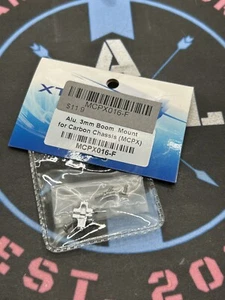 XT
MCPX016-F
$11.9
Alu. 3mm Boom Mount
for Carbon Chassis (MCPX)
MCPX016-F
A L
EST. 20